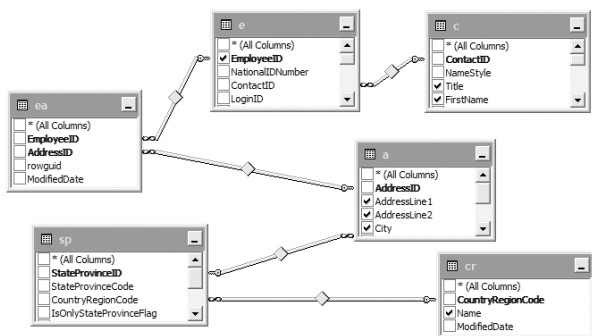 e
* (All Columns)
EmployeeID
NationalIDNumber
ContactID
LoginID
c
* (All Columns)
ContactID
NameStyle
Title
FirstName
ea
* (All Columns)
EmployeeID
AddressID
rowguid
ModifiedDate
a
* (All Columns)
AddressID
AddressLine1
AddressLine2
City
sp
* (All Columns)
StateProvinceID
StateProvinceCode
CountryRegionCode
IsOnlyStateProvinceFlag
cr
* (All Columns)
CountryRegionCode
Name
ModifiedDate